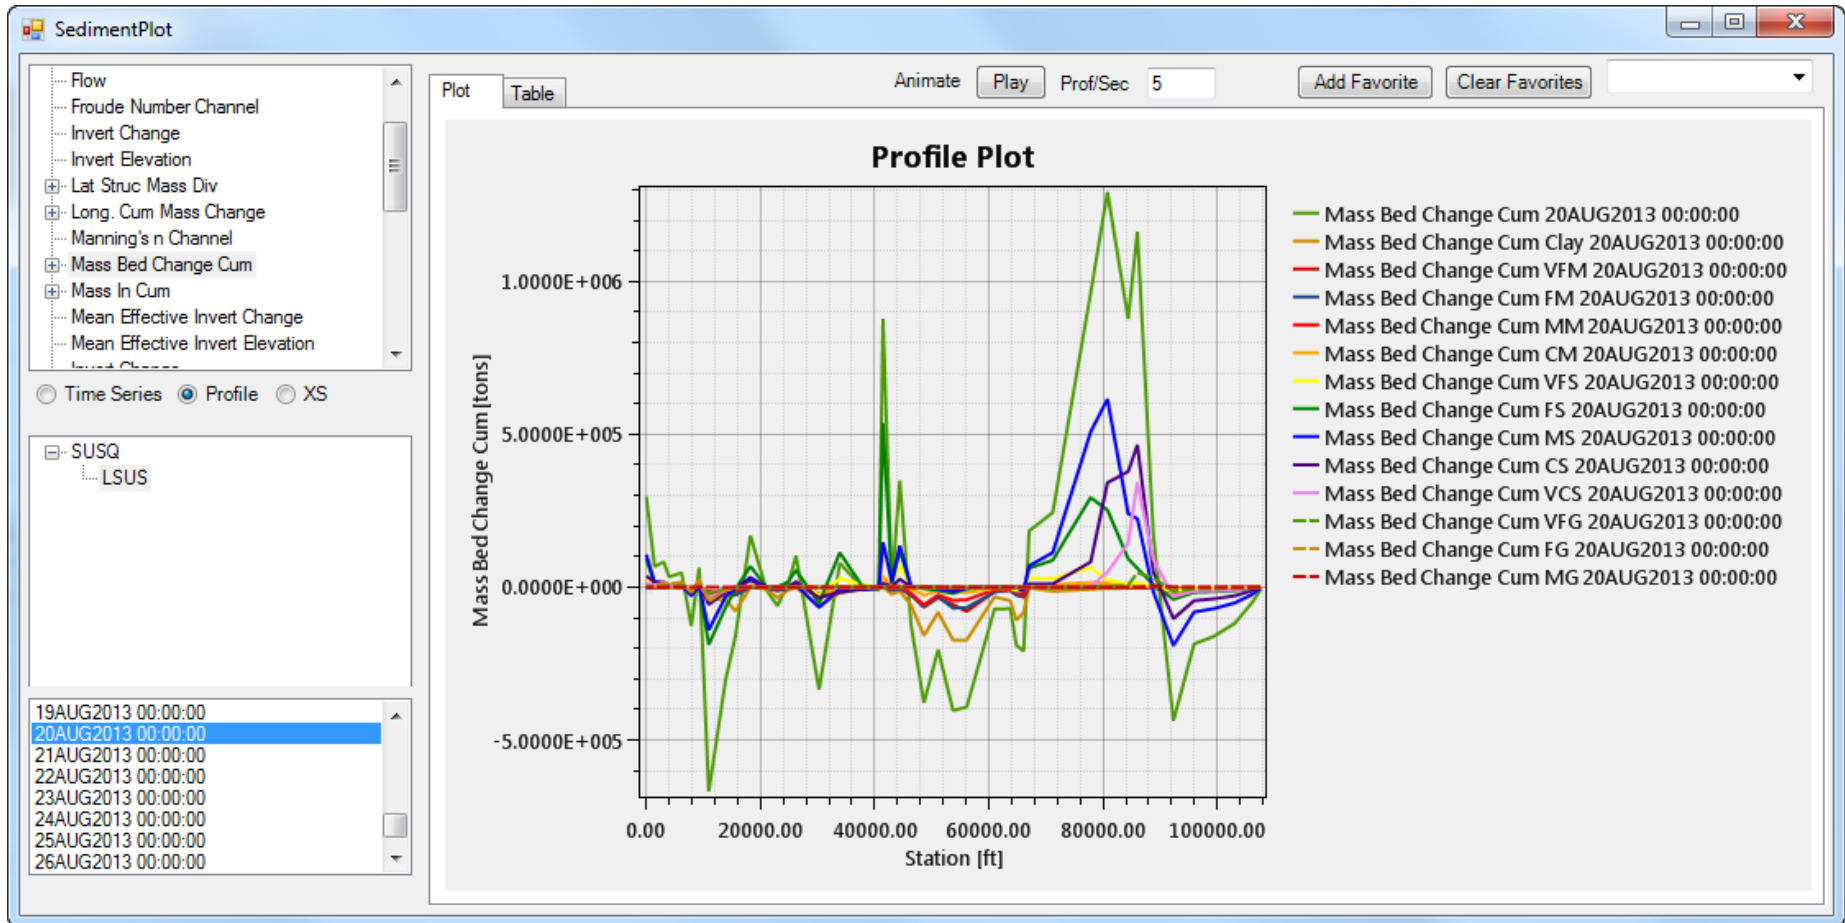 SedimentPlot
Flow
Froude Number Channel
Invert Change
Invert Elevation
Lat Struc Mass Div
Long. Cum Mass Change
Manning's n Channel
Mass Bed Change Cum
Mass In Cum
Mean Effective Invert Change
Mean Effective Invert Elevation
Time Series Profile XS
SUSQ
LSUS
19AUG2013 00:00:00
20AUG2013 00:00:00
21AUG2013 00:00:00
22AUG2013 00:00:00
23AUG2013 00:00:00
24AUG2013 00:00:00
25AUG2013 00:00:00
26AUG2013 00:00:00
Plot Table Animate Play Prof/Sec 5 Add Favorite Clear Favorites
Profile Plot
Mass Bed Change Cum [tons]
1.0000E+006
5.0000E+005
0.0000E+000
-5.0000E+005
0.00 20000.00 40000.00 60000.00 80000.00 100000.00
Station [ft]
Mass Bed Change Cum 20AUG2013 00:00:00
Mass Bed Change Cum Clay 20AUG2013 00:00:00
Mass Bed Change Cum VFM 20AUG2013 00:00:00
Mass Bed Change Cum FM 20AUG2013 00:00:00
Mass Bed Change Cum MM 20AUG2013 00:00:00
Mass Bed Change Cum CM 20AUG2013 00:00:00
Mass Bed Change Cum VFS 20AUG2013 00:00:00
Mass Bed Change Cum FS 20AUG2013 00:00:00
Mass Bed Change Cum MS 20AUG2013 00:00:00
Mass Bed Change Cum CS 20AUG2013 00:00:00
Mass Bed Change Cum VCS 20AUG2013 00:00:00
Mass Bed Change Cum VFG 20AUG2013 00:00:00
Mass Bed Change Cum FG 20AUG2013 00:00:00
Mass Bed Change Cum MG 20AUG2013 00:00:00